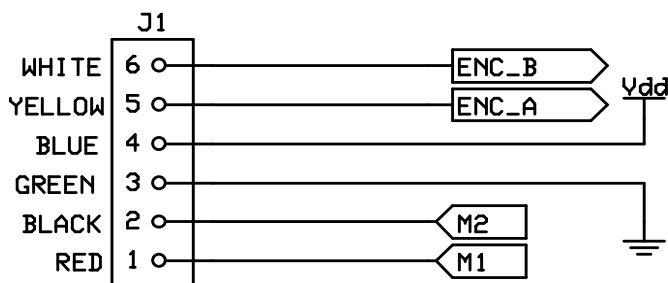 J1
WHITE 6 ENC_B
Vdd
YELLOW 5 ENC_A
BLUE 4
GREEN 3
BLACK 2 M2
RED 1 M1